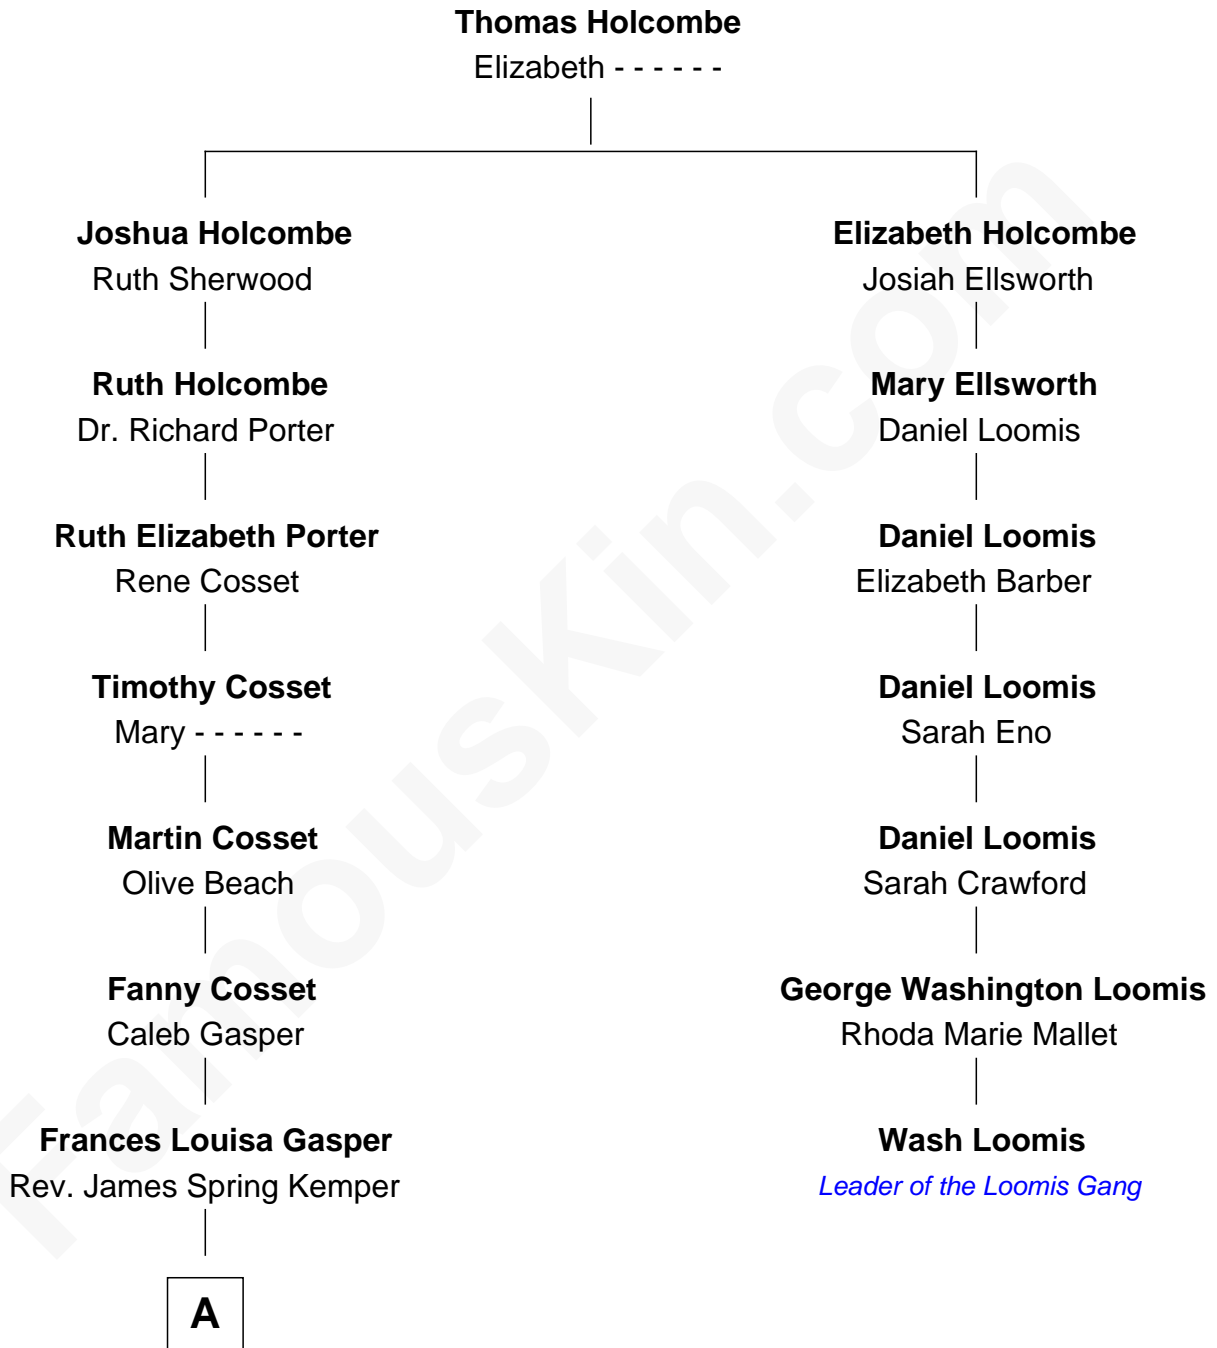 Thomas Holcombe
Elizabeth - - - - - -
Joshua Holcombe
Ruth Sherwood
Elizabeth Holcombe
Josiah Ellsworth
Ruth Holcombe
Dr. Richard Porter
Mary Ellsworth
Daniel Loomis
Ruth Elizabeth Porter
Rene Cosset
Daniel Loomis
Elizabeth Barber
Timothy Cosset
Mary - - - - - -
Daniel Loomis
Sarah Eno
Martin Cosset
Olive Beach
Daniel Loomis
Sarah Crawford
Fanny Cosset
Caleb Gasper
George Washington Loomis
Rhoda Marie Mallet
Frances Louisa Gasper
Rev. James Spring Kemper
Wash Loomis
Leader of the Loomis Gang
A
FamousKin.com